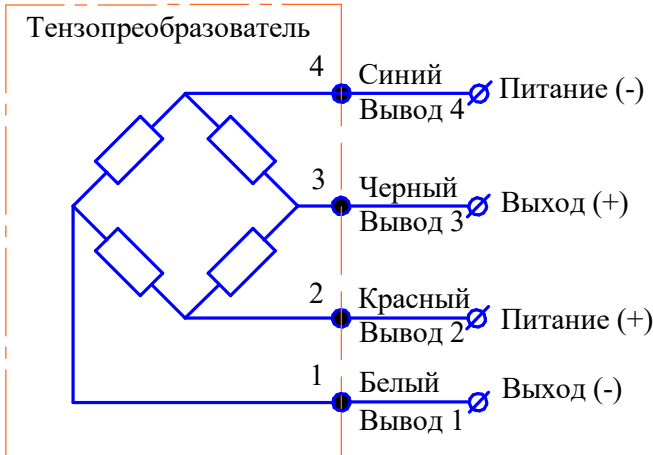 Тензопреобразователь
4 Синий
Вывод 4 Питание (-)
3 Черный
Вывод 3 Выход (+)
2 Красный
Вывод 2 Питание (+)
1 Белый
Вывод 1 Выход (-)